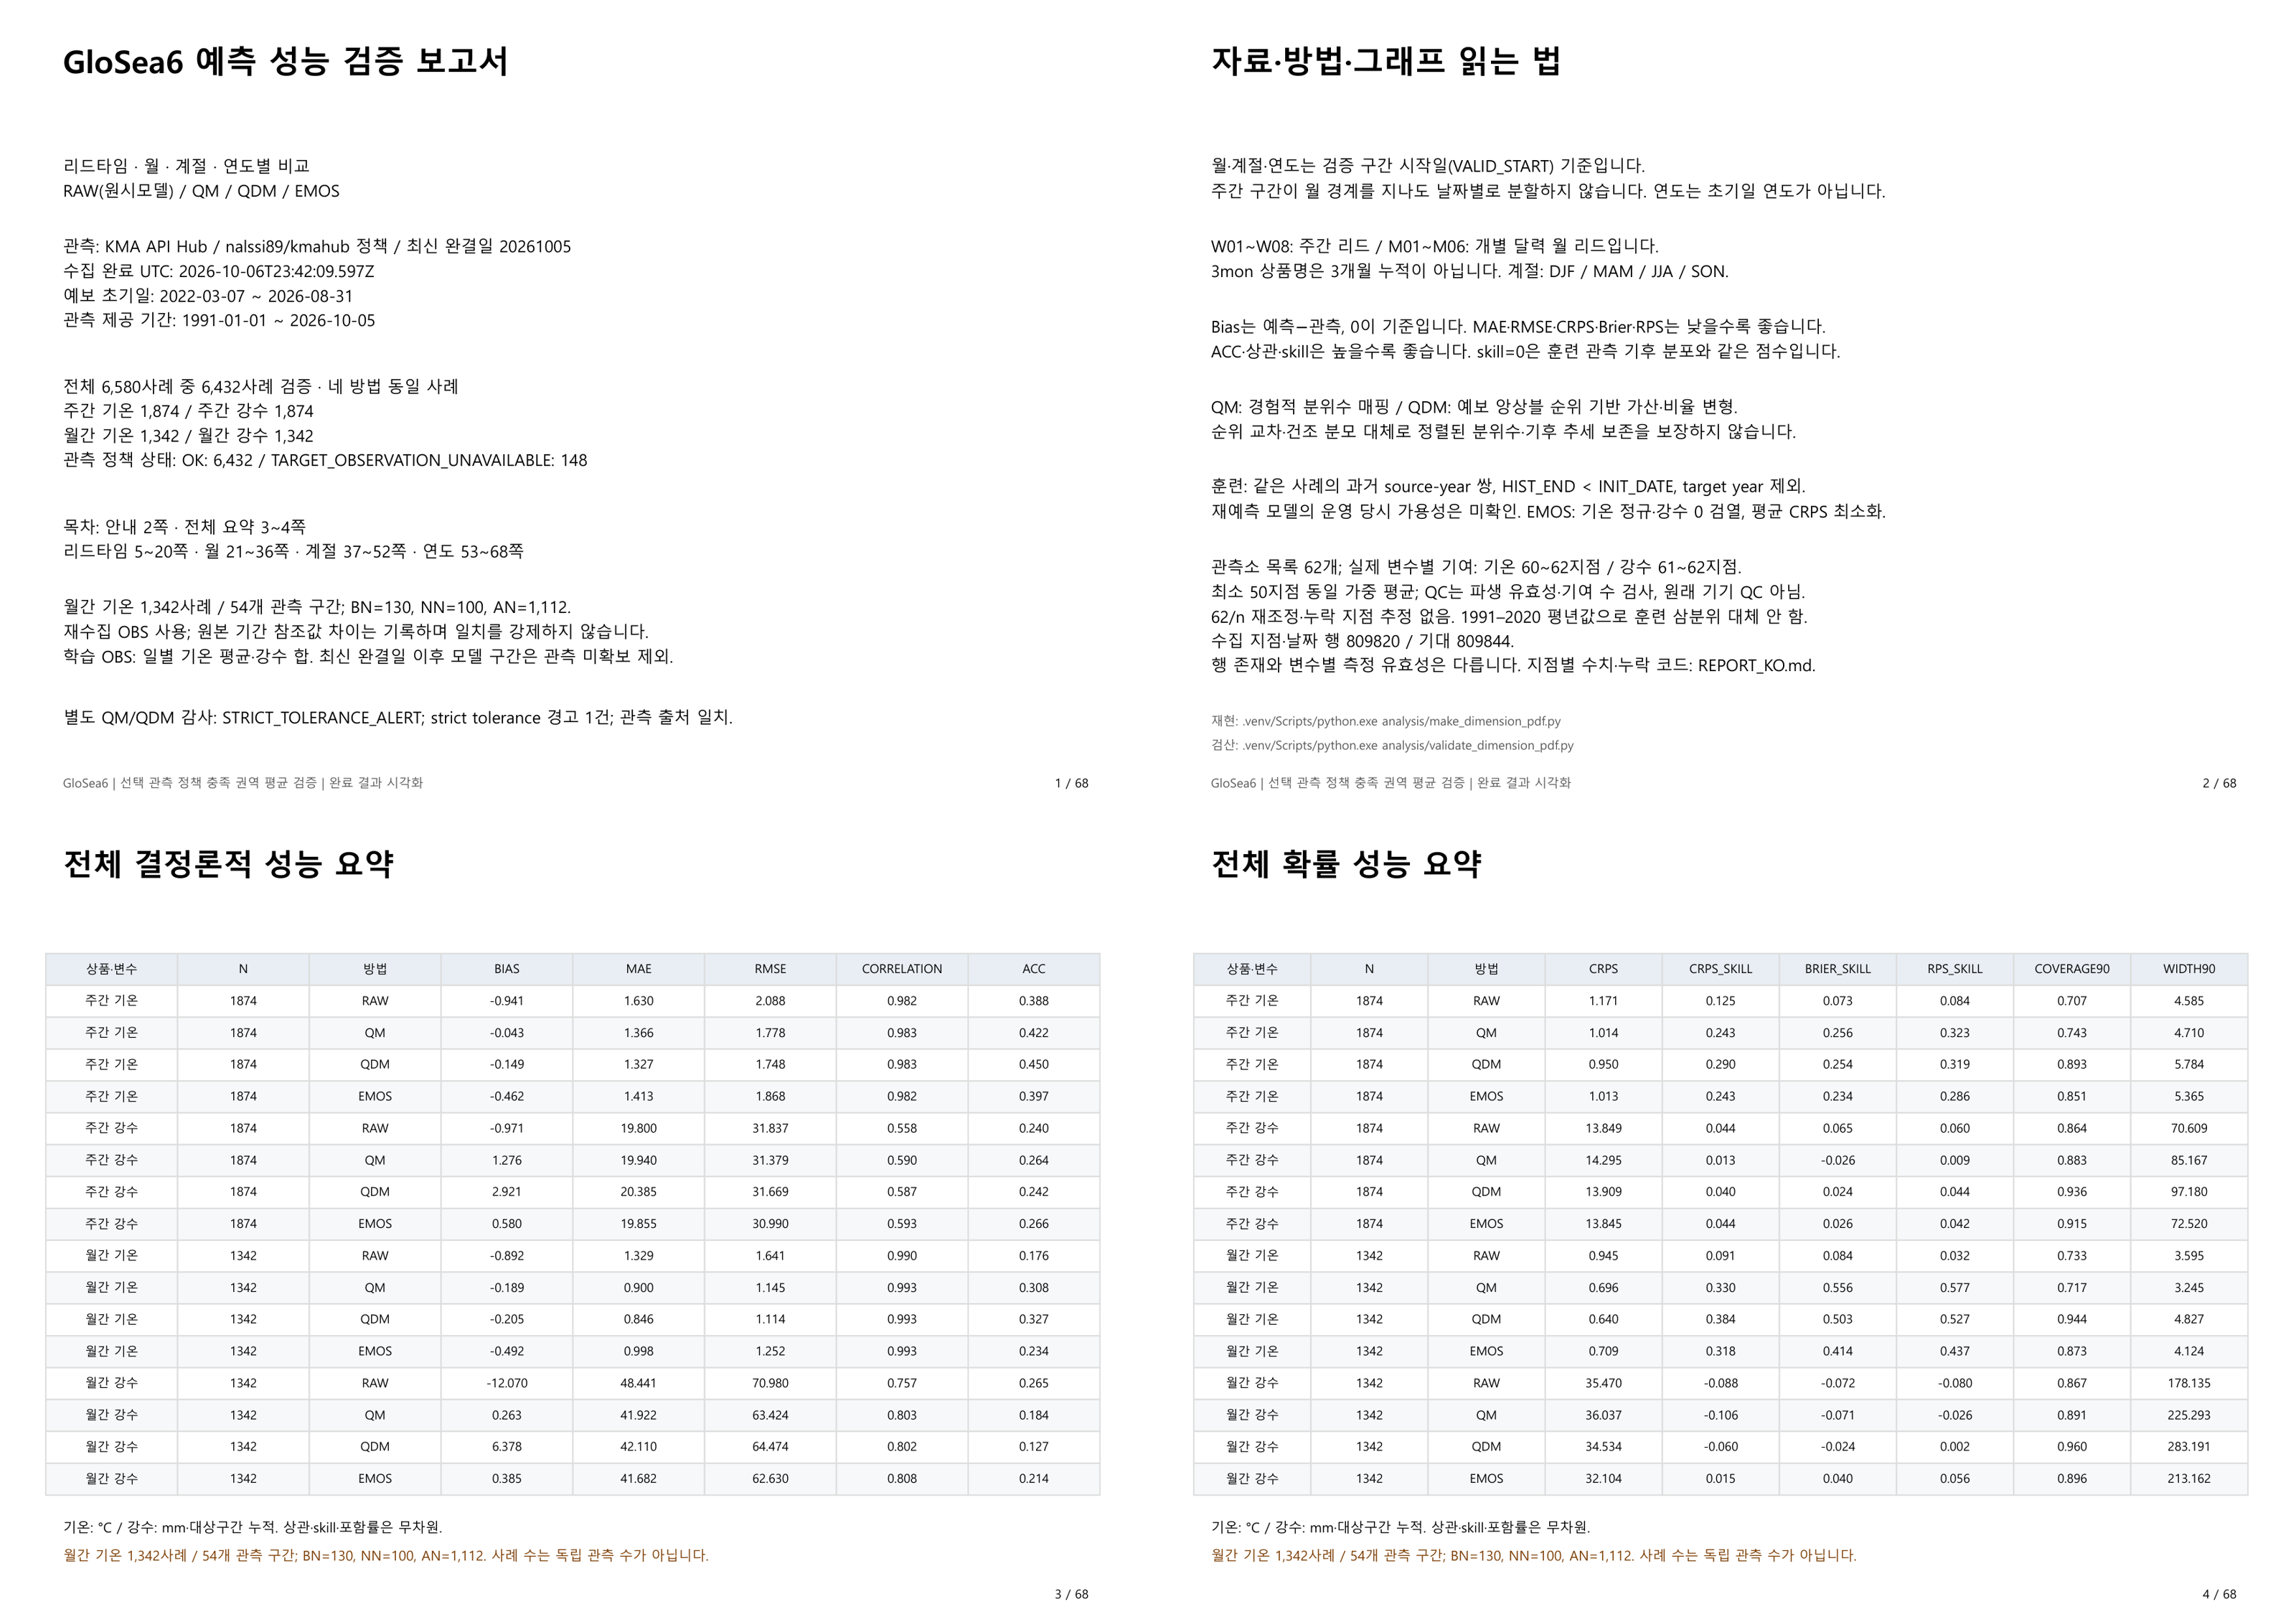 GloSea6 예측 성능 검증 보고서
리드타임 · 월 · 계절 · 연도별 비교
RAW(원시모델) / QM / QDM / EMOS
관측: KMA API Hub / nalssi89/kmahub 정책 / 최신 완결일 20261005
수집 완료 UTC: 2026-10-06T23:42:09.597Z
예보 초기일: 2022-03-07 ~ 2026-08-31
관측 제공 기간: 1991-01-01 ~ 2026-10-05
전체 6,580사례 중 6,432사례 검증 · 네 방법 동일 사례
주간 기온 1,874 / 주간 강수 1,874
월간 기온 1,342 / 월간 강수 1,342
관측 정책 상태: OK: 6,432 / TARGET_OBSERVATION_UNAVAILABLE: 148
목차: 안내 2쪽 · 전체 요약 3~4쪽
리드타임 5~20쪽 · 월 21~36쪽 · 계절 37~52쪽 · 연도 53~68쪽
월간 기온 1,342사례 / 54개 관측 구간; BN=130, NN=100, AN=1,112.
재수집 OBS 사용; 원본 기간 참조값 차이는 기록하며 일치를 강제하지 않습니다.
학습 OBS: 일별 기온 평균·강수 합. 최신 완결일 이후 모델 구간은 관측 미확보 제외.
별도 QM/QDM 감사: STRICT_TOLERANCE_ALERT; strict tolerance 경고 1건; 관측 출처 일치.
GloSea6 | 선택 관측 정책 충족 권역 평균 검증 | 완료 결과 시각화
1 / 68
자료·방법·그래프 읽는 법
월·계절·연도는 검증 구간 시작일(VALID_START) 기준입니다.
주간 구간이 월 경계를 지나도 날짜별로 분할하지 않습니다. 연도는 초기일 연도가 아닙니다.
W01~W08: 주간 리드 / M01~M06: 개별 달력 월 리드입니다.
3mon 상품명은 3개월 누적이 아닙니다. 계절: DJF / MAM / JJA / SON.
Bias는 예측−관측, 0이 기준입니다. MAE·RMSE·CRPS·Brier·RPS는 낮을수록 좋습니다.
ACC·상관·skill은 높을수록 좋습니다. skill=0은 훈련 관측 기후 분포와 같은 점수입니다.
QM: 경험적 분위수 매핑 / QDM: 예보 앙상블 순위 기반 가산·비율 변형.
순위 교차·건조 분모 대체로 정렬된 분위수·기후 추세 보존을 보장하지 않습니다.
훈련: 같은 사례의 과거 source-year 쌍, HIST_END < INIT_DATE, target year 제외.
재예측 모델의 운영 당시 가용성은 미확인. EMOS: 기온 정규·강수 0 검열, 평균 CRPS 최소화.
관측소 목록 62개; 실제 변수별 기여: 기온 60~62지점 / 강수 61~62지점.
최소 50지점 동일 가중 평균; QC는 파생 유효성·기여 수 검사, 원래 기기 QC 아님.
62/n 재조정·누락 지점 추정 없음. 1991–2020 평년값으로 훈련 삼분위 대체 안 함.
수집 지점·날짜 행 809820 / 기대 809844.
행 존재와 변수별 측정 유효성은 다릅니다. 지점별 수치·누락 코드: REPORT_KO.md.
재현: .venv/Scripts/python.exe analysis/make_dimension_pdf.py
검산: .venv/Scripts/python.exe analysis/validate_dimension_pdf.py
GloSea6 | 선택 관측 정책 충족 권역 평균 검증 | 완료 결과 시각화
2 / 68
전체 결정론적 성능 요약
상품·변수 N 방법 BIAS MAE RMSE CORRELATION ACC
주간 기온 1874 RAW -0.941 1.630 2.088 0.982 0.388
주간 기온 1874 QM -0.043 1.366 1.778 0.983 0.422
주간 기온 1874 QDM -0.149 1.327 1.748 0.983 0.450
주간 기온 1874 EMOS -0.462 1.413 1.868 0.982 0.397
주간 강수 1874 RAW -0.971 19.800 31.837 0.558 0.240
주간 강수 1874 QM 1.276 19.940 31.379 0.590 0.264
주간 강수 1874 QDM 2.921 20.385 31.669 0.587 0.242
주간 강수 1874 EMOS 0.580 19.855 30.990 0.593 0.266
월간 기온 1342 RAW -0.892 1.329 1.641 0.990 0.176
월간 기온 1342 QM -0.189 0.900 1.145 0.993 0.308
월간 기온 1342 QDM -0.205 0.846 1.114 0.993 0.327
월간 기온 1342 EMOS -0.492 0.998 1.252 0.993 0.234
월간 강수 1342 RAW -12.070 48.441 70.980 0.757 0.265
월간 강수 1342 QM 0.263 41.922 63.424 0.803 0.184
월간 강수 1342 QDM 6.378 42.110 64.474 0.802 0.127
월간 강수 1342 EMOS 0.385 41.682 62.630 0.808 0.214
기온: °C / 강수: mm·대상구간 누적. 상관·skill·포함률은 무차원.
월간 기온 1,342사례 / 54개 관측 구간; BN=130, NN=100, AN=1,112. 사례 수는 독립 관측 수가 아닙니다.
3 / 68
전체 확률 성능 요약
상품·변수 N 방법 CRPS CRPS_SKILL BRIER_SKILL RPS_SKILL COVERAGE90 WIDTH90
주간 기온 1874 RAW 1.171 0.125 0.073 0.084 0.707 4.585
주간 기온 1874 QM 1.014 0.243 0.256 0.323 0.743 4.710
주간 기온 1874 QDM 0.950 0.290 0.254 0.319 0.893 5.784
주간 기온 1874 EMOS 1.013 0.243 0.234 0.286 0.851 5.365
주간 강수 1874 RAW 13.849 0.044 0.065 0.060 0.864 70.609
주간 강수 1874 QM 14.295 0.013 -0.026 0.009 0.883 85.167
주간 강수 1874 QDM 13.909 0.040 0.024 0.044 0.936 97.180
주간 강수 1874 EMOS 13.845 0.044 0.026 0.042 0.915 72.520
월간 기온 1342 RAW 0.945 0.091 0.084 0.032 0.733 3.595
월간 기온 1342 QM 0.696 0.330 0.556 0.577 0.717 3.245
월간 기온 1342 QDM 0.640 0.384 0.503 0.527 0.944 4.827
월간 기온 1342 EMOS 0.709 0.318 0.414 0.437 0.873 4.124
월간 강수 1342 RAW 35.470 -0.088 -0.072 -0.080 0.867 178.135
월간 강수 1342 QM 36.037 -0.106 -0.071 -0.026 0.891 225.293
월간 강수 1342 QDM 34.534 -0.060 -0.024 0.002 0.960 283.191
월간 강수 1342 EMOS 32.104 0.015 0.040 0.056 0.896 213.162
기온: °C / 강수: mm·대상구간 누적. 상관·skill·포함률은 무차원.
월간 기온 1,342사례 / 54개 관측 구간; BN=130, NN=100, AN=1,112. 사례 수는 독립 관측 수가 아닙니다.
4 / 68